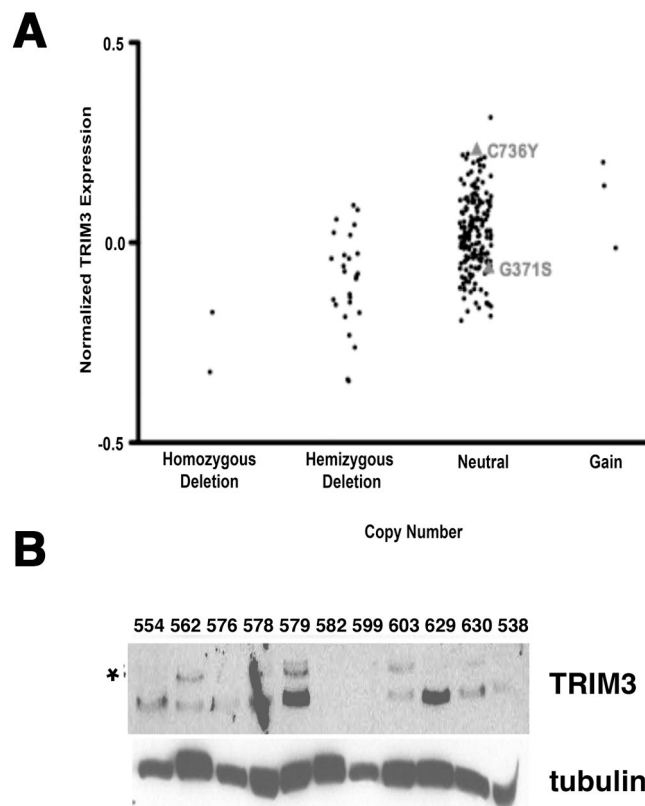 A
0.5
Normalized TRIM3 Expression
C736Y
0.0
G371S
-0.5
Homozygous Deletion
Hemizygous Deletion
Neutral
Gain
Copy Number
B
554 562 576 578 579 582 599 603 629 630 538
*
TRIM3
tubulin